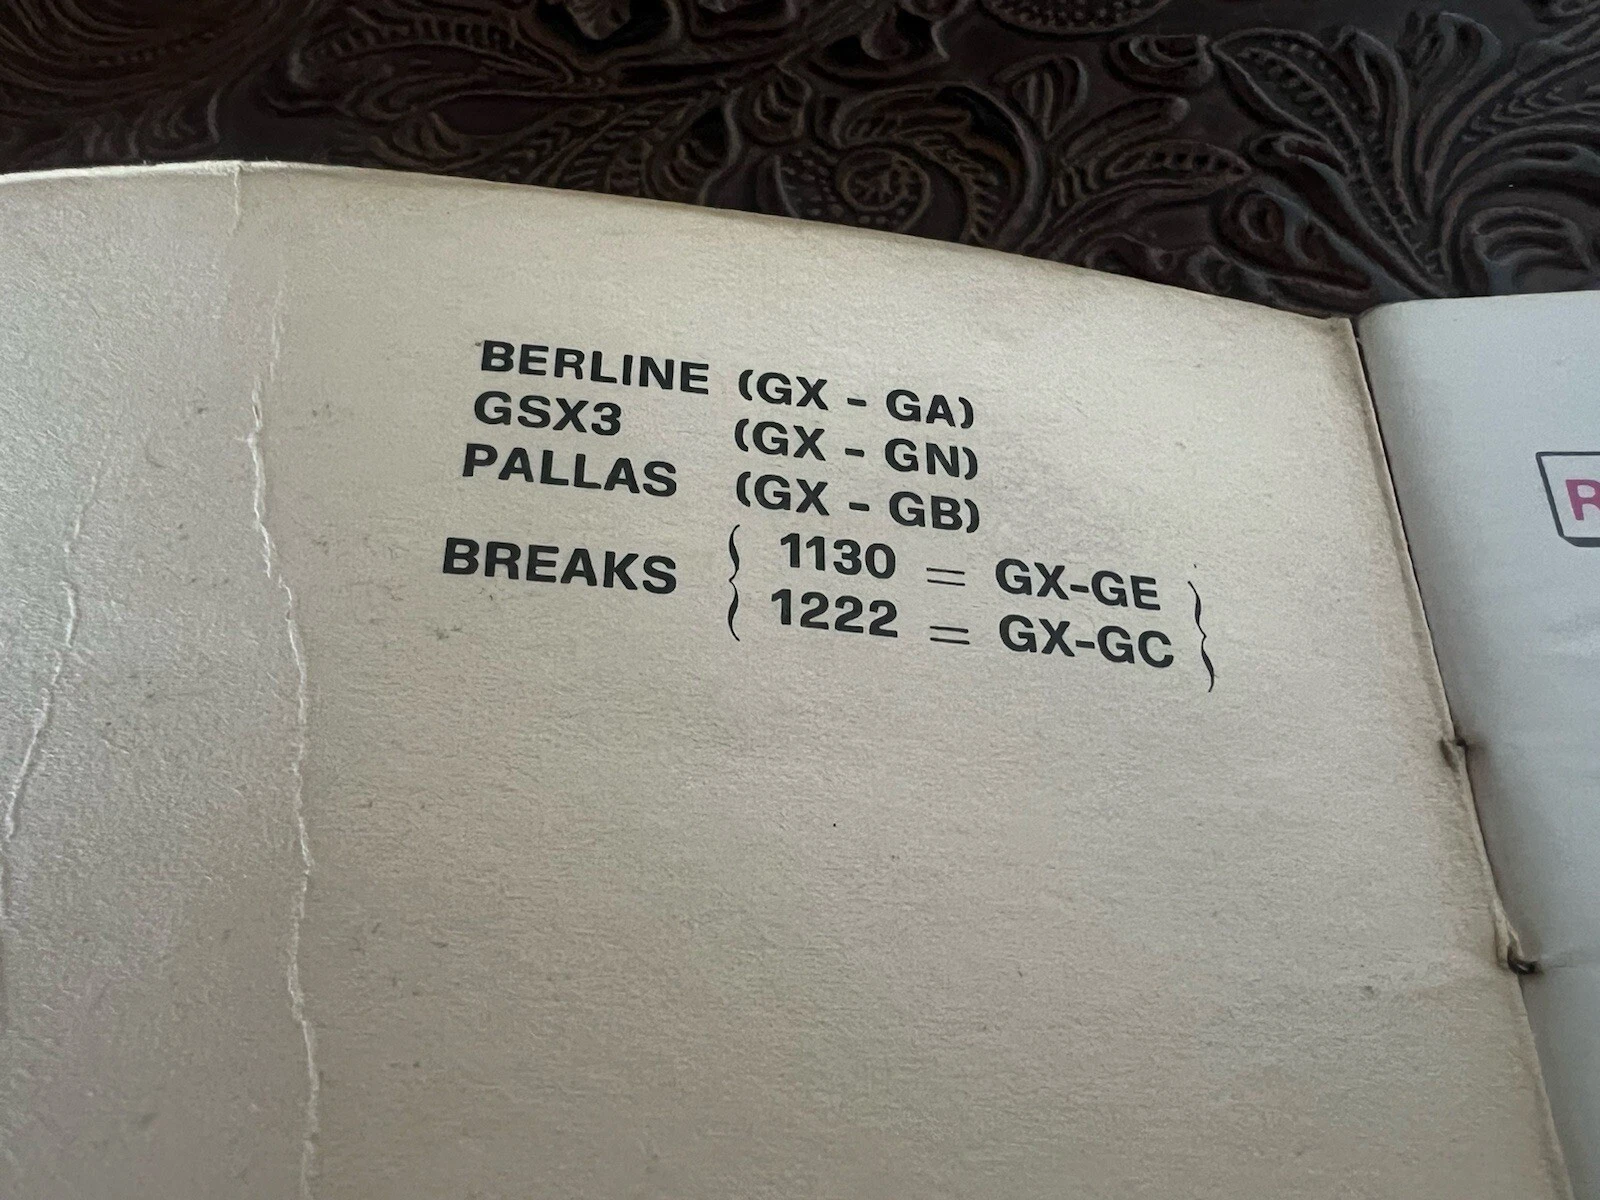 BERLINE (GX - GA)
GSX3 (GX - GN)
PALLAS (GX - GB)
BREAKS { 1130 = GX-GE }
{ 1222 = GX-GC }
R